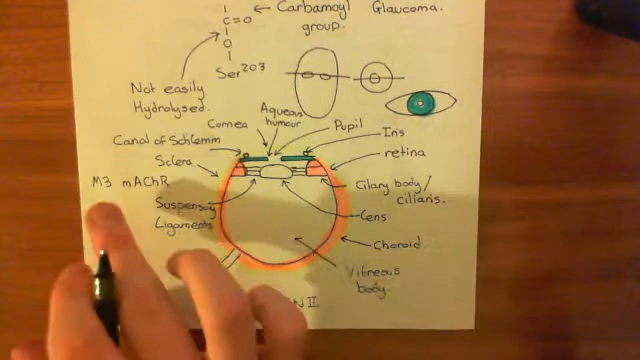 C=O
Carbamoyl
group.
Glaucoma.
O
Ser203
Not easily
Hydrolysed.
Cornea
Aqueous
humour
Pupil
Iris
Canal of Schlemm
Sclera
retina
M3 mAChR
Ciliary body/
ciliaris.
Suspensory
Ligaments
Lens
Choroid
Vitreous
body.
N II